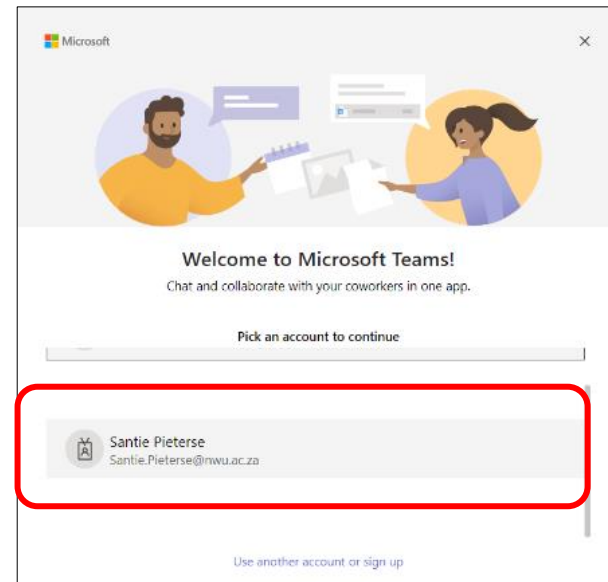 Microsoft
Welcome to Microsoft Teams!
Chat and collaborate with your coworkers in one app.
Pick an account to continue
Santie Pieterse
Santie.Pieterse@nwu.ac.za
Use another account or sign up